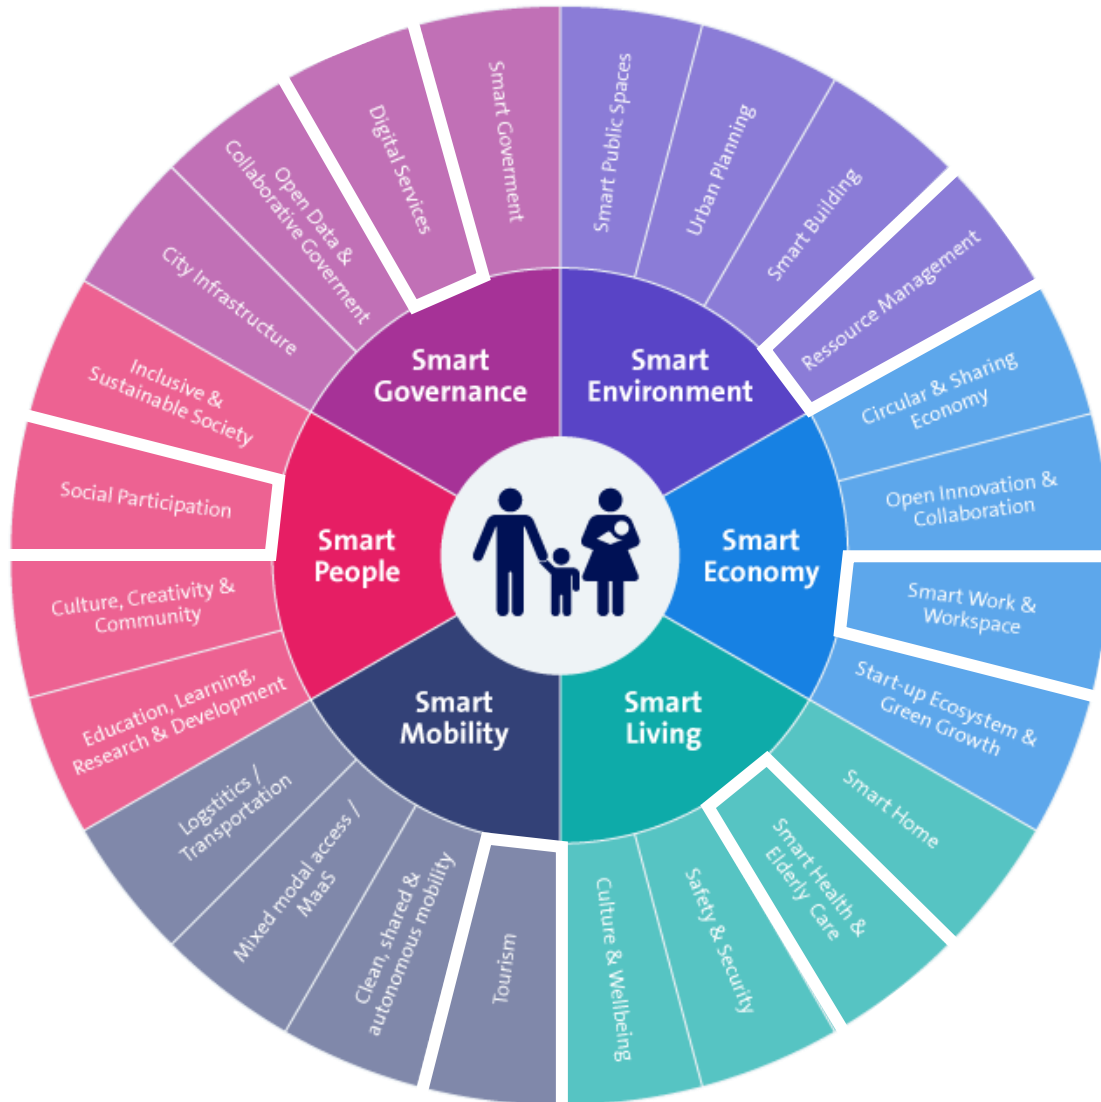 Smart
Governance
Smart Goverment
Digital Services
Open Data &
Collaborative Goverment
City Infrastructure
Smart
Environment
Smart Public Spaces
Urban Planning
Smart Building
Ressource Management
Smart
Economy
Circular & Sharing
Economy
Open Innovation &
Collaboration
Smart Work &
Workspace
Start-up Ecosystem &
Green Growth
Smart
Living
Smart Home
Smart Health &
Elderly Care
Safety & Security
Culture & Wellbeing
Smart
Mobility
Tourism
Clean, shared &
autonomous mobility
Mixed modal access /
MaaS
Logstitics /
Transportation
Smart
People
Education, Learning,
Research & Development
Culture, Creativity &
Community
Social Participation
Inclusive &
Sustainable Society